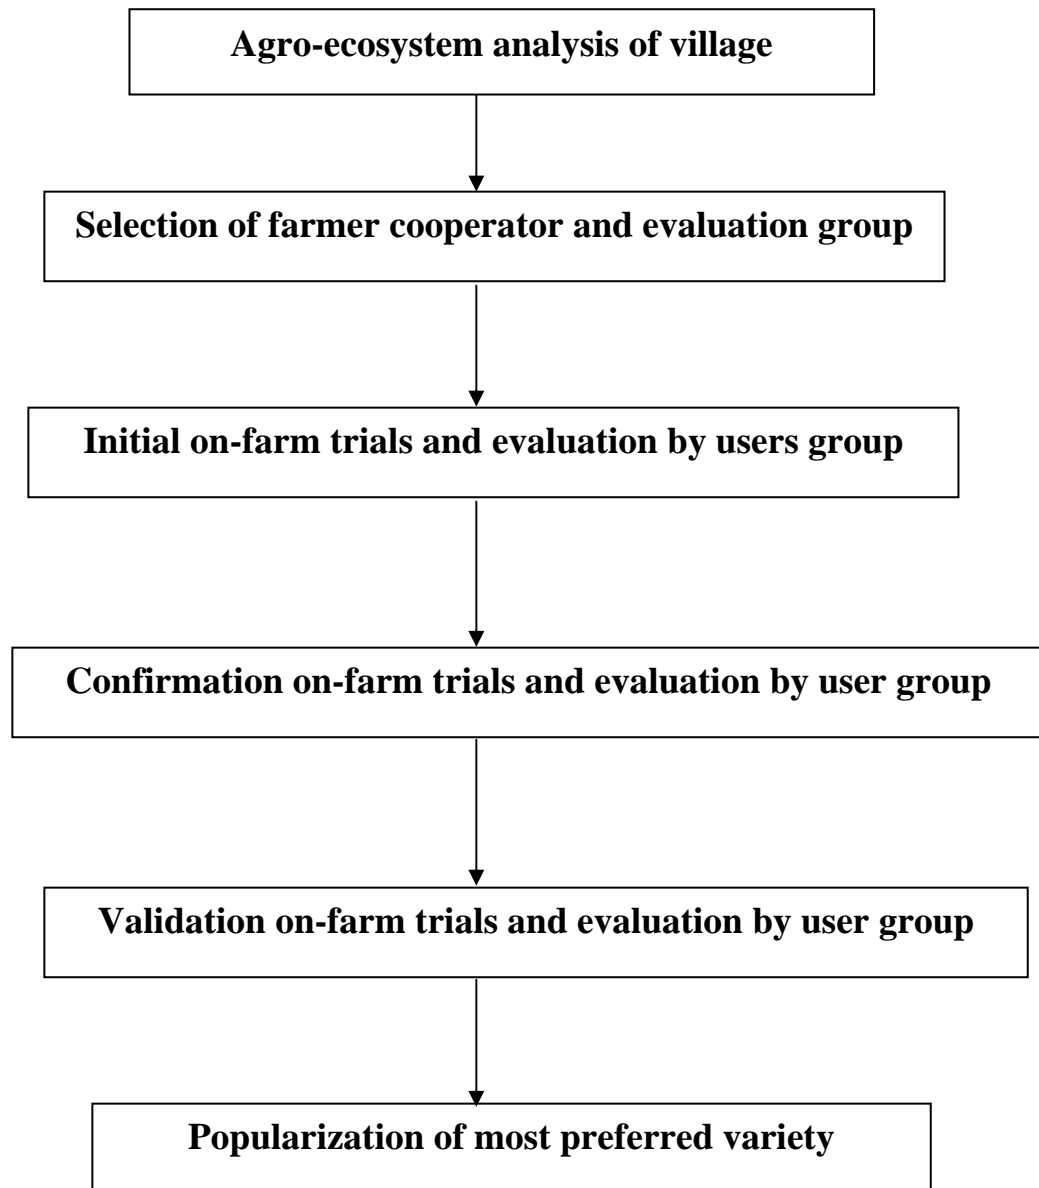 Agro-ecosystem analysis of village
Selection of farmer cooperator and evaluation group
Initial on-farm trials and evaluation by users group
Confirmation on-farm trials and evaluation by user group
Validation on-farm trials and evaluation by user group
Popularization of most preferred variety